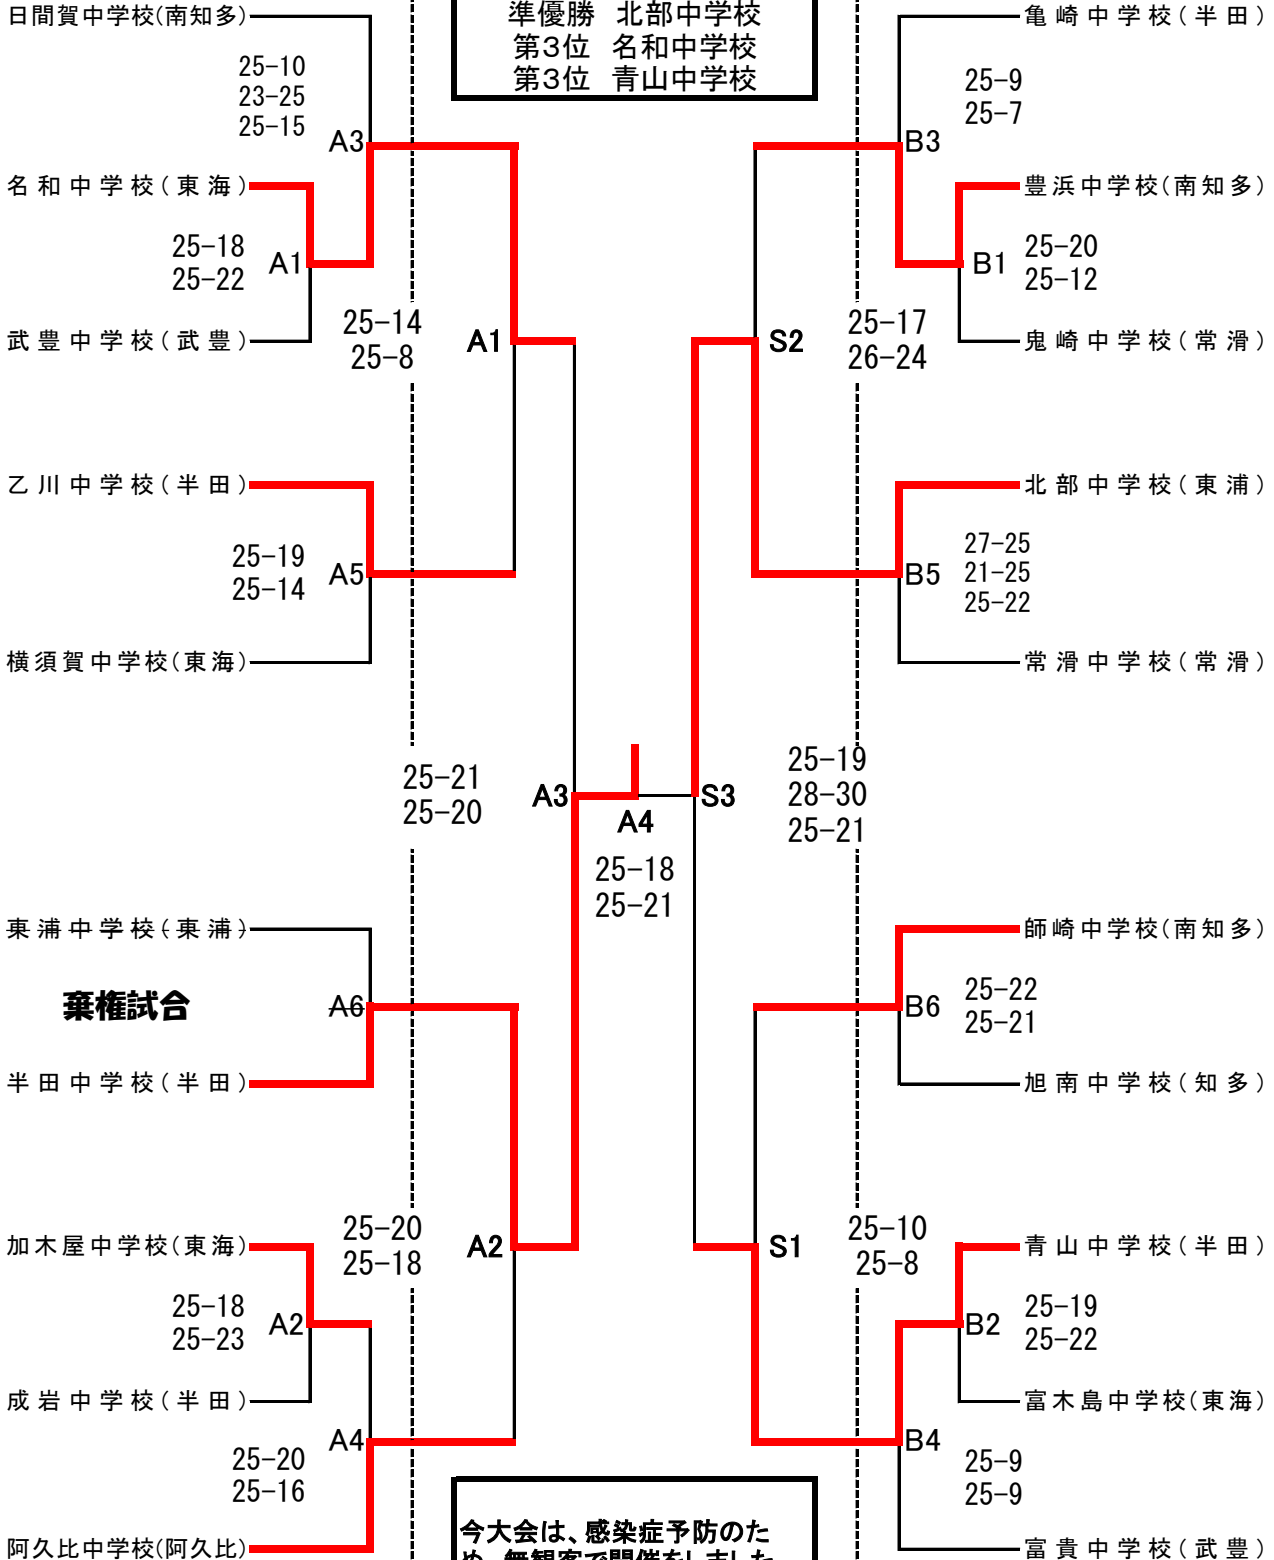 準優勝　北部中学校
第3位　名和中学校
第3位　青山中学校
日間賀中学校(南知多)
25-10
23-25
25-15
A3
名和中学校(東海)
25-18
25-22
A1
武豊中学校(武豊)
25-14
25-8
A1
乙川中学校(半田)
25-19
25-14
A5
横須賀中学校(東海)
25-21
25-20
A3
東浦中学校(東浦)
棄権試合
A6
半田中学校(半田)
25-20
25-18
A2
加木屋中学校(東海)
25-18
25-23
A2
成岩中学校(半田)
A4
25-20
25-16
阿久比中学校(阿久比)
A4
25-18
25-21
亀崎中学校(半田)
25-9
25-7
B3
豊浜中学校(南知多)
B1
25-20
25-12
鬼崎中学校(常滑)
S2
25-17
26-24
北部中学校(東浦)
B5
27-25
21-25
25-22
常滑中学校(常滑)
S3
25-19
28-30
25-21
師崎中学校(南知多)
B6
25-22
25-21
旭南中学校(知多)
S1
25-10
25-8
青山中学校(半田)
B2
25-19
25-22
富木島中学校(東海)
B4
25-9
25-9
富貴中学校(武豊)
今大会は、感染症予防のた
め、無観客で開催をしました